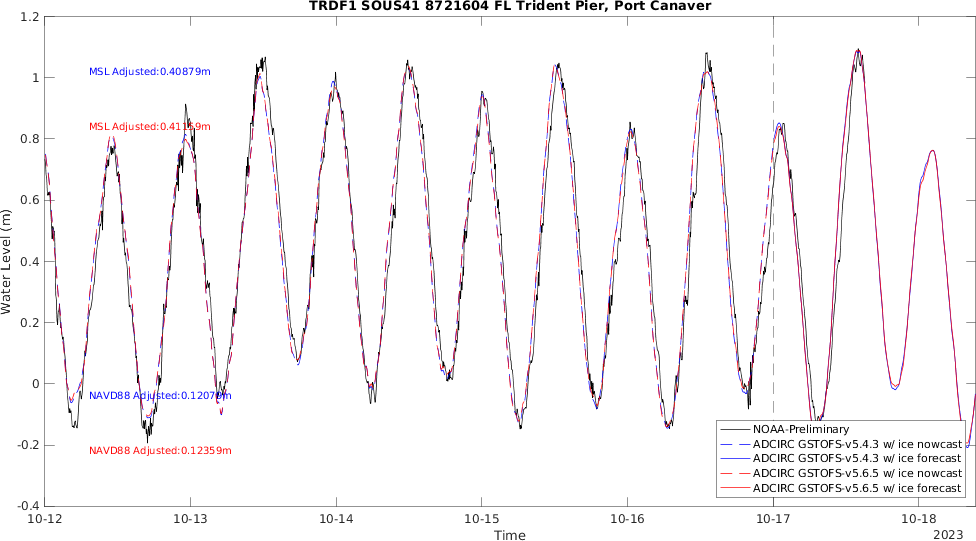 TRDF1 SOUS41 8721604 FL Trident Pier, Port Canaver
1.2
1
0.8
0.6
0.4
0.2
0
-0.2
-0.4
Water Level (m)
MSL Adjusted:0.40879m
MSL Adjusted:0.41169m
NAVD88 Adjusted:0.12079m
NAVD88 Adjusted:0.12359m
NOAA-Preliminary
ADCIRC GSTOFS-v5.4.3 w/ ice nowcast
ADCIRC GSTOFS-v5.4.3 w/ ice forecast
ADCIRC GSTOFS-v5.6.5 w/ ice nowcast
ADCIRC GSTOFS-v5.6.5 w/ ice forecast
10-12 10-13 10-14 10-15 10-16 10-17 10-18
Time
2023